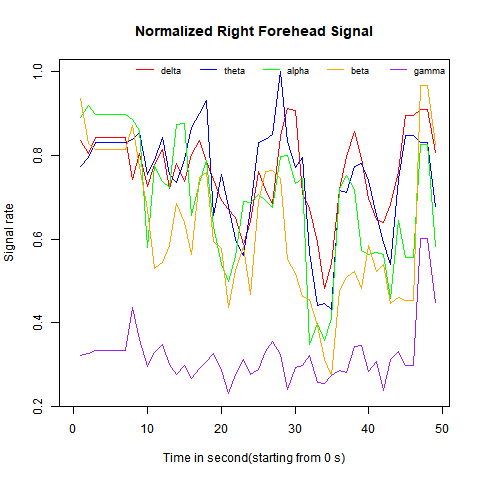 Normalized Right Forehead Signal
delta theta alpha beta gamma
1.0
0.8
0.6
0.4
0.2
Signal rate
0 10 20 30 40 50
Time in second(starting from 0 s)